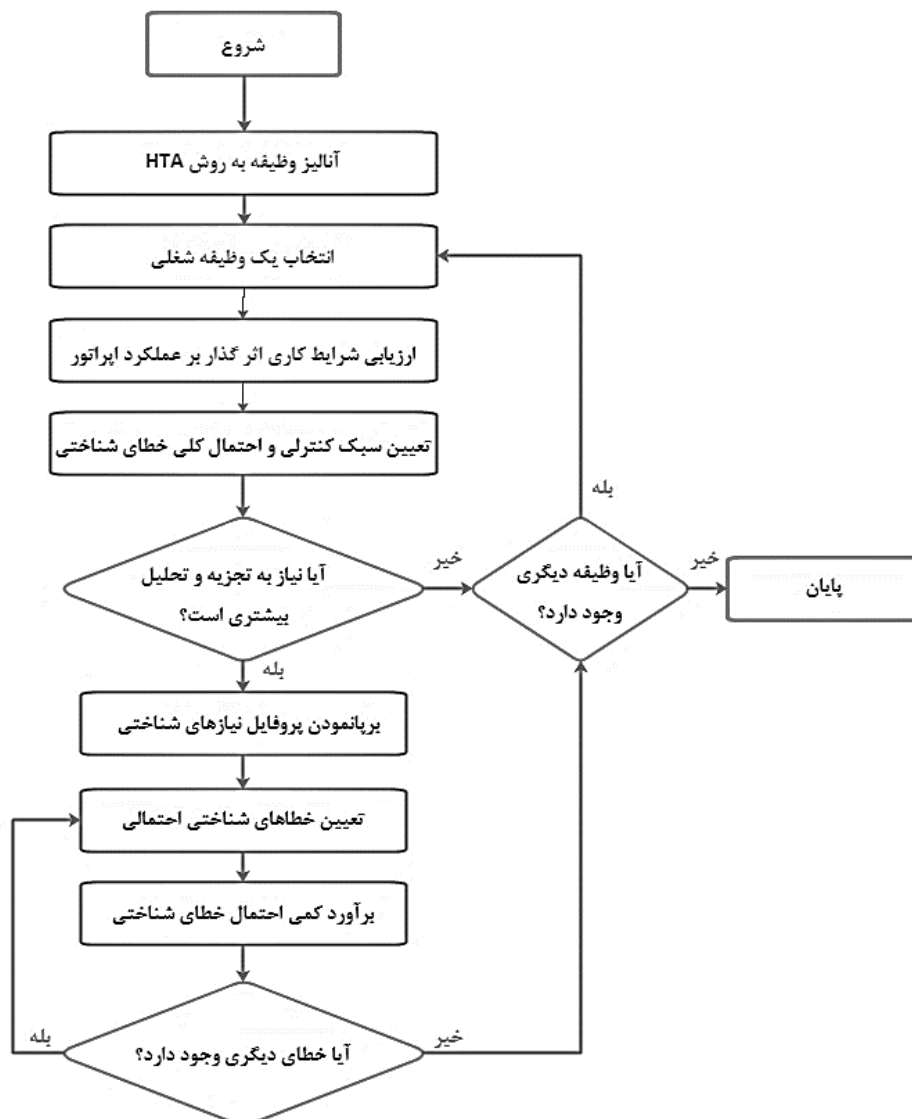 شروع
آنالیز وظیفه به روش HTA
انتخاب یک وظیفه شغلی
ارزیابی شرایط کاری اثر گذار بر عملکرد اپراتور
تعیین سبک کنترلی و احتمال کلی خطای شناختی
آیا نیاز به تجزیه و تحلیل
بیشتری است؟
خیر
بله
آیا وظیفه دیگری
وجود دارد؟
بله
خیر
پایان
برپانمودن پروفایل نیازهای شناختی
تعیین خطاهای شناختی احتمالی
برآورد کمی احتمال خطای شناختی
آیا خطای دیگری وجود دارد؟
بله
خیر